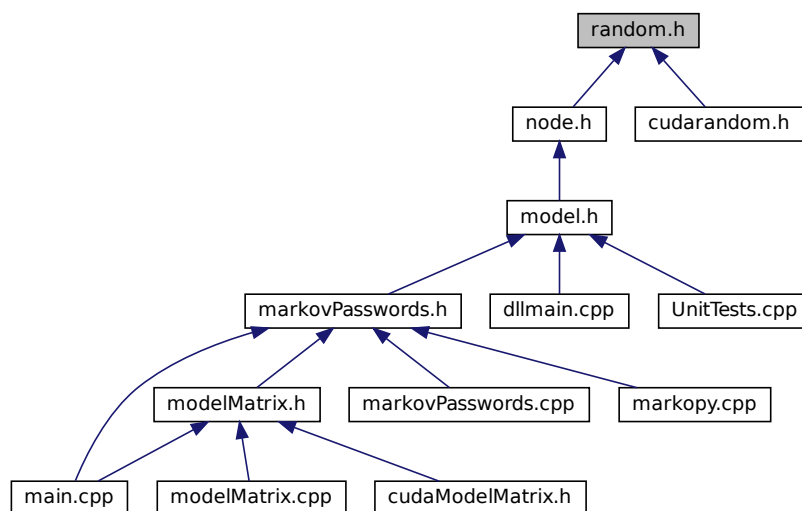 random.h
node.h
cudarandom.h
model.h
markovPasswords.h
dllmain.cpp
UnitTests.cpp
modelMatrix.h
markovPasswords.cpp
markopy.cpp
main.cpp
modelMatrix.cpp
cudaModelMatrix.h